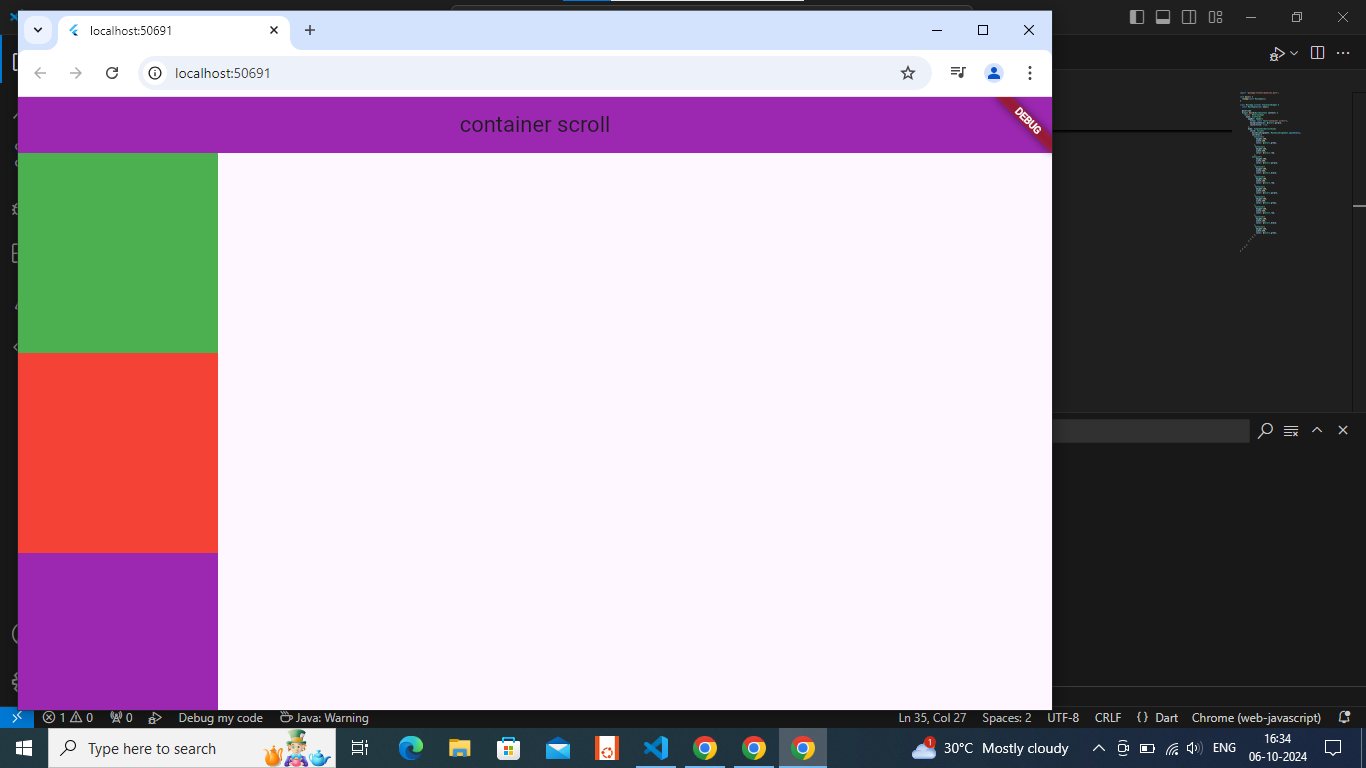 localhost:50691
localhost:50691
container scroll
DEBUG
1 0
0
Debug my code
Java: Warning
Ln 35, Col 27
Spaces: 2
UTF-8
CRLF
{ } Dart
Chrome (web-javascript)
Type here to search
1
30°C Mostly cloudy
ENG
16:34
06-10-2024